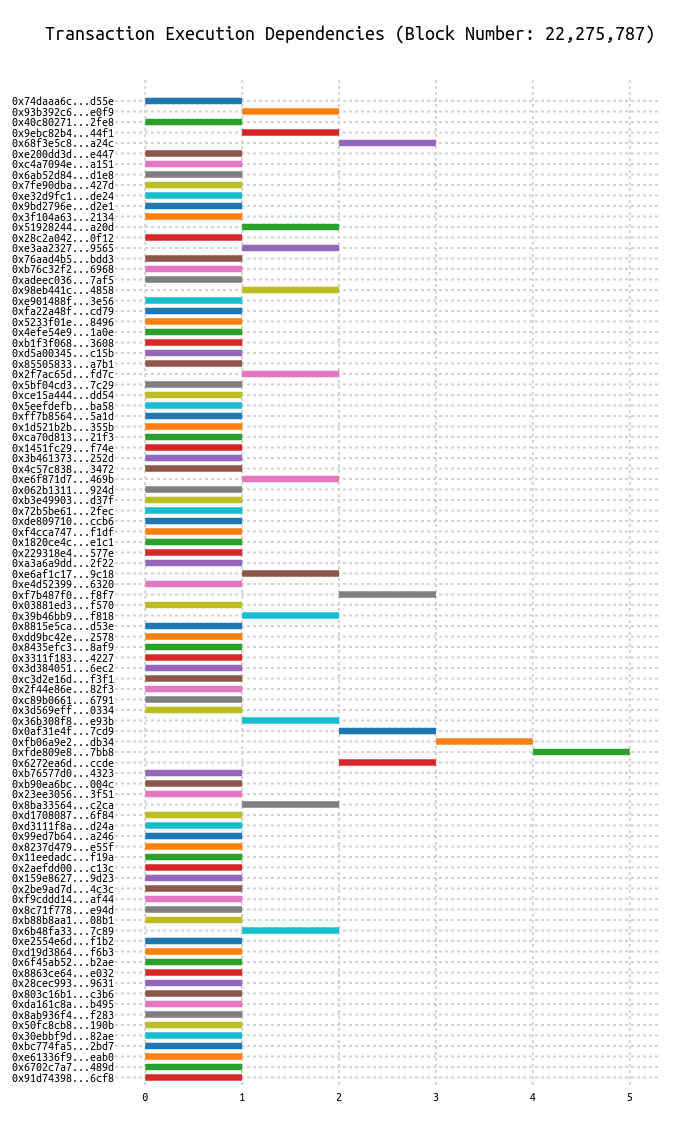 Transaction Execution Dependencies (Block Number: 22,275,787)
0x74daaa6c...d55e
0x93b392c6...e0f9
0x40c80271...2fe8
0x9ebc82b4...44f1
0x68f3e5c8...a24c
0xe200dd3d...e447
0xc4a7094e...a151
0x6ab52d84...d1e8
0x7fe90dba...427d
0xe32d9fc1...de24
0x9bd2796e...d2e1
0x3f104a63...2134
0x51928244...a20d
0x28c2a042...0f12
0xe3aa2327...9565
0x76aad4b5...bdd3
0xb76c32f2...6968
0xadeec036...7af5
0x98eb441c...4858
0xe901488f...3e56
0xfa22a48f...cd79
0x5233f01e...8496
0x4efe54e9...1a0e
0xb1f3f068...3608
0xd5a00345...c15b
0x85505833...a7b1
0x2f7ac65d...fd7c
0x5bf04cd3...7c29
0xce15a444...dd54
0x5eefdefb...ba58
0xff7b8564...5a1d
0x1d521b2b...355b
0xca70d813...21f3
0x1451fc29...f74e
0x3b461373...252d
0x4c57c838...3472
0xe6f871d7...469b
0x062b1311...924d
0xb3e49903...d37f
0x72b5be61...2fec
0xde809710...ccb6
0xf4cca747...f1df
0x1820ce4c...e1c1
0x229318e4...577e
0xa3a6a9dd...2f22
0xe6af1c17...9c18
0xe4d52399...6320
0xf7b487f0...f8f7
0x03881ed3...f570
0x39b46bb9...f818
0x8815e5ca...d53e
0xdd9bc42e...2578
0x8435efc3...8af9
0x3311f183...4227
0x3d384051...6ec2
0xc3d2e16d...f3f1
0x2f44e86e...82f3
0xc89b0661...6791
0x3d569eff...0334
0x36b308f8...e93b
0x0af31e4f...7cd9
0xfb06a9e2...db34
0xfde809e8...7bb8
0x6272ea6d...ccde
0xb76577d0...4323
0xb90ea6bc...004c
0x23ee3056...3f51
0x8ba33564...c2ca
0xd1708087...6f84
0xd3111f8a...d24a
0x99ed7b64...a246
0x8237d479...e55f
0x11eedadc...f19a
0x2aefdd00...c13c
0x159e8627...9d23
0x2be9ad7d...4c3c
0xf9cddd14...af44
0x8c71f778...e94d
0xb88b8aa1...08b1
0x6b48fa33...7c89
0xe2554e6d...f1b2
0xd19d3864...f6b3
0x6f45ab52...b2ae
0x8863ce64...e032
0x28cec993...9631
0x803c16b1...c3b6
0xda161c8a...b495
0x8ab936f4...f283
0x50fc8cb8...190b
0x30ebbf9d...82ae
0xbc774fa5...2bd7
0xe61336f9...eab0
0x6702c7a7...489d
0x91d74398...6cf8
0 1 2 3 4 5